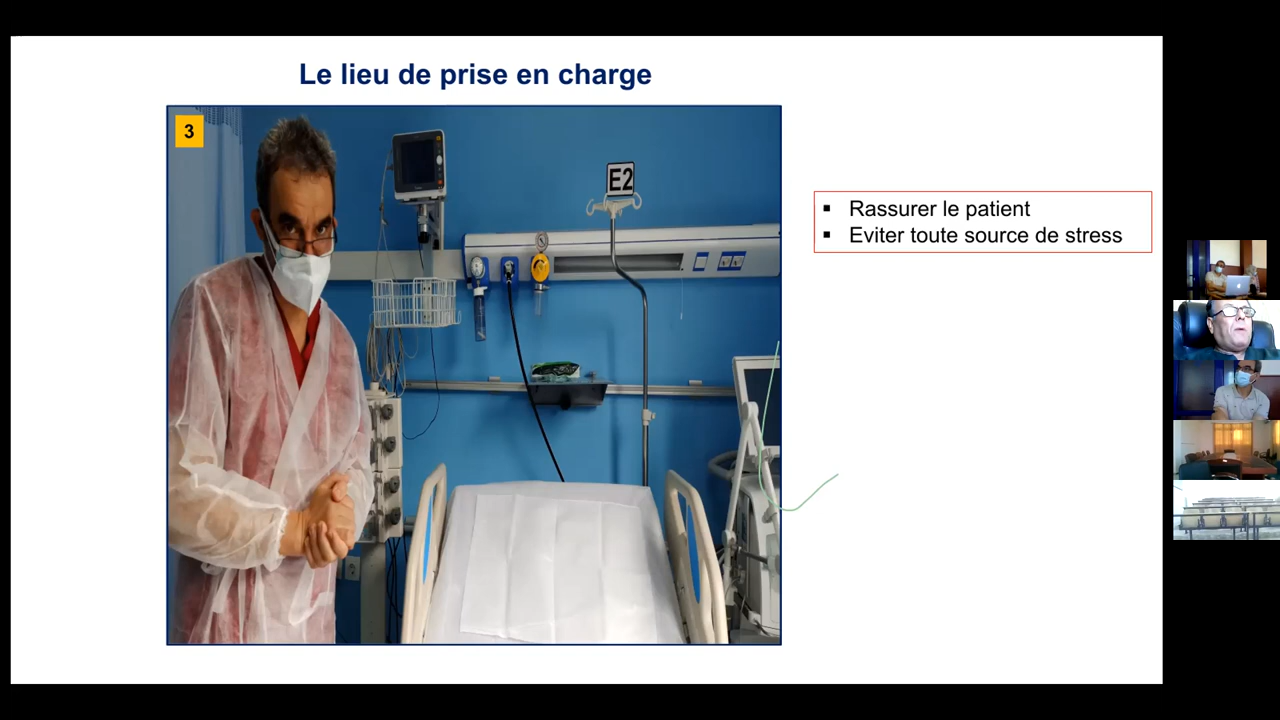 Le lieu de prise en charge
3
E2
▪ Rassurer le patient
▪ Eviter toute source de stress